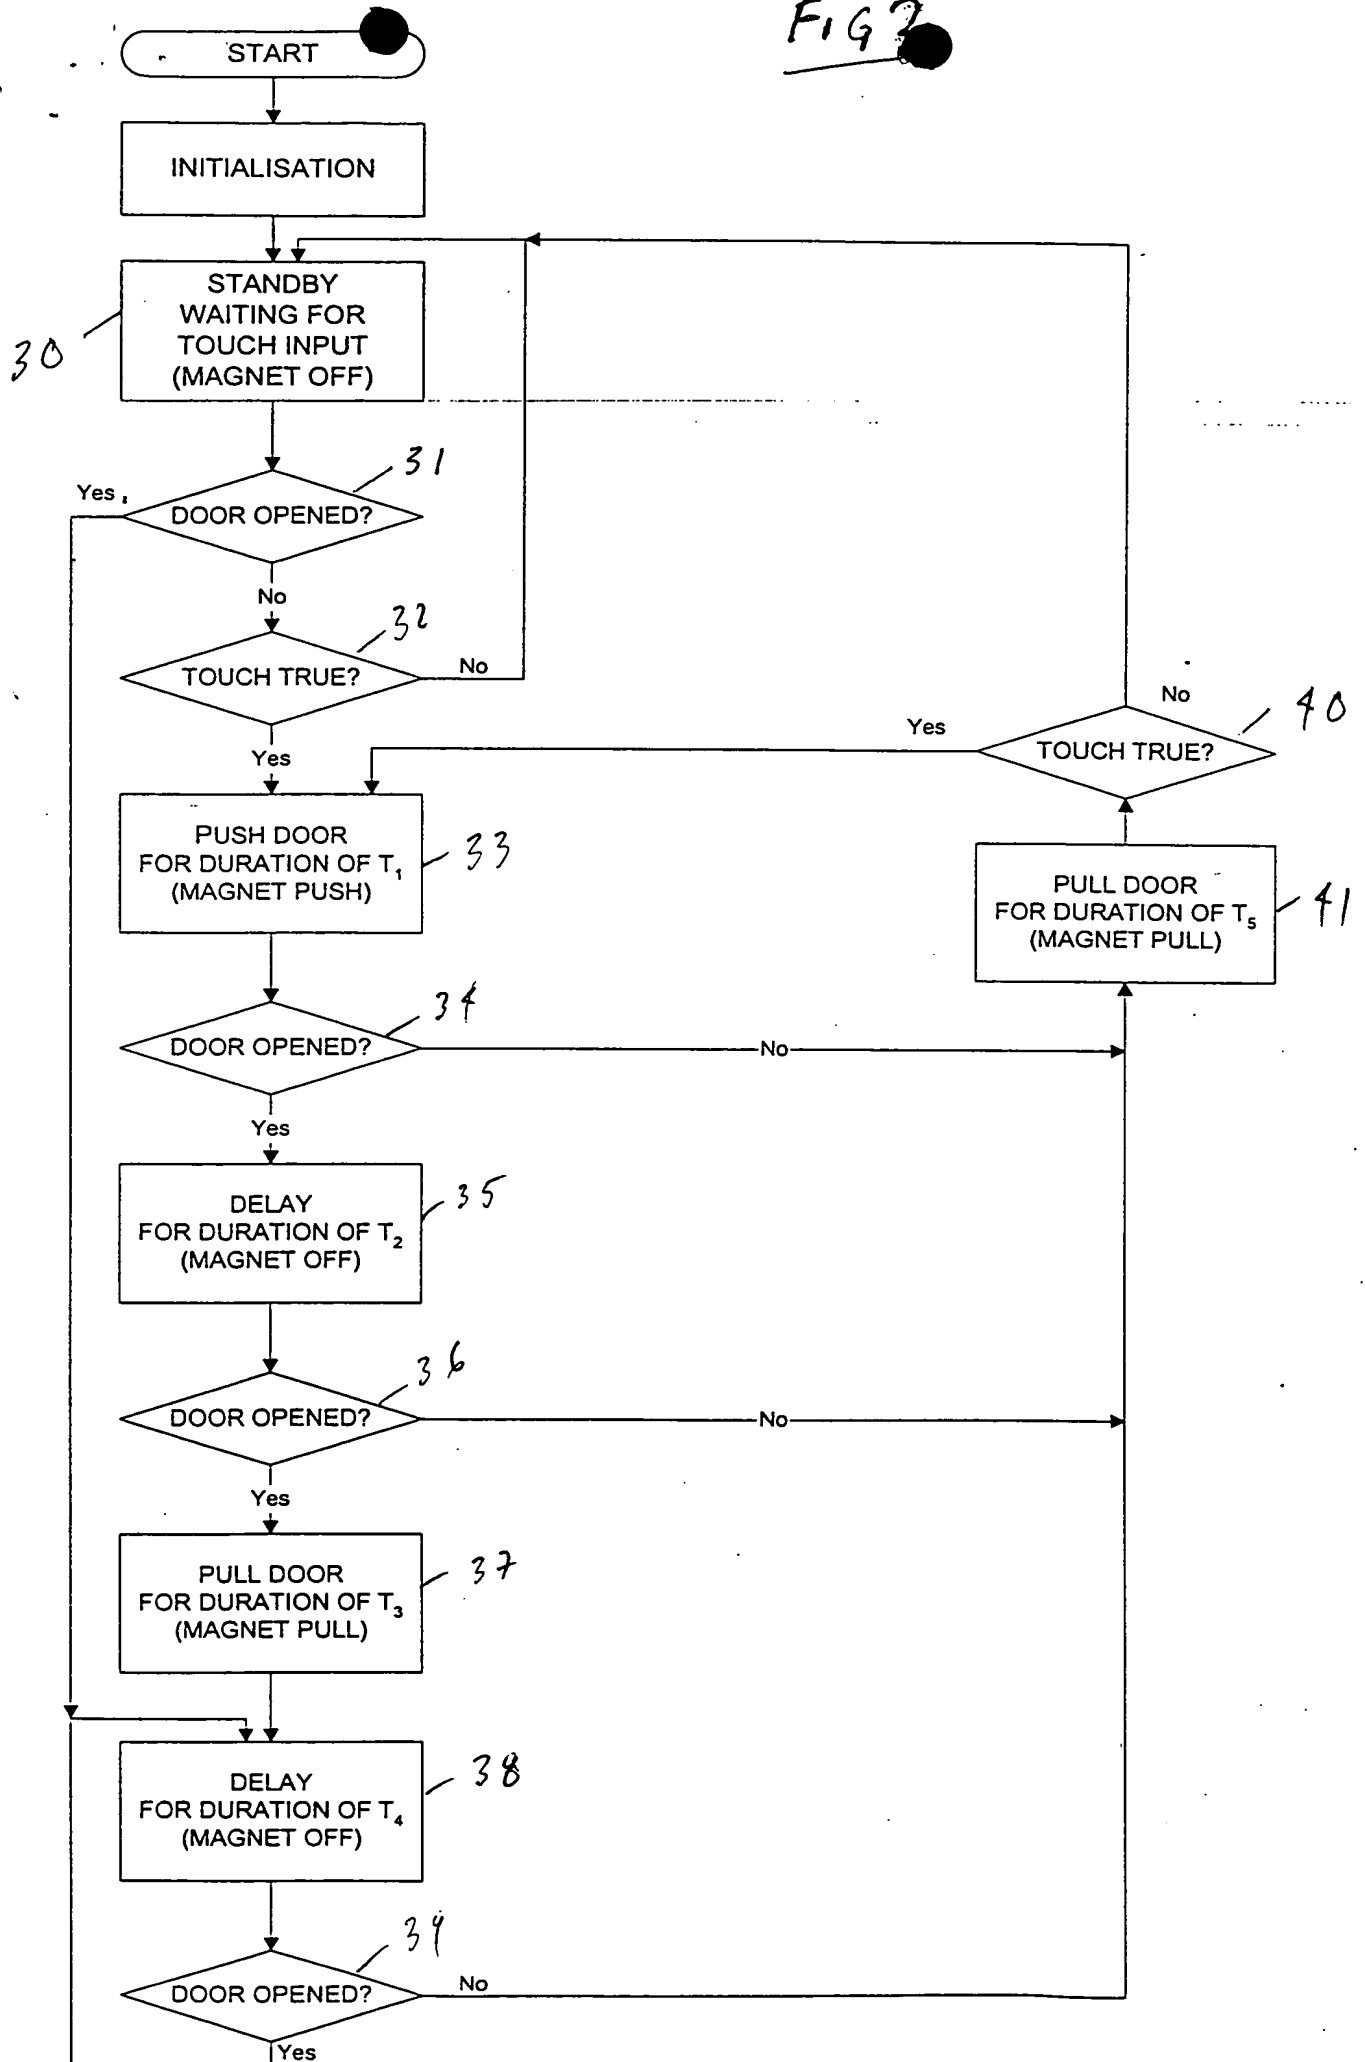 FIG
START
INITIALISATION
STANDBY
WAITING FOR
TOUCH INPUT
(MAGNET OFF)
30
31
Yes
DOOR OPENED?
No
32
TOUCH TRUE?
No
Yes
No
40
Yes
TOUCH TRUE?
PUSH DOOR
FOR DURATION OF T1
(MAGNET PUSH)
33
PULL DOOR
FOR DURATION OF T5
(MAGNET PULL)
41
34
DOOR OPENED?
No
Yes
DELAY
FOR DURATION OF T2
(MAGNET OFF)
35
36
DOOR OPENED?
No
Yes
PULL DOOR
FOR DURATION OF T3
(MAGNET PULL)
37
DELAY
FOR DURATION OF T4
(MAGNET OFF)
38
39
DOOR OPENED?
No
Yes